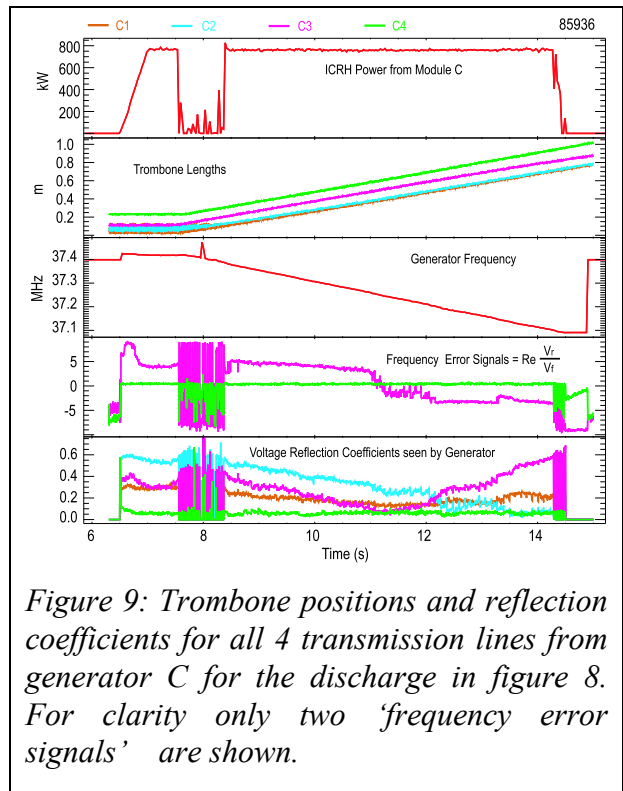 C1 C2 C3 C4 85936
800
600
400
200
kW
ICRH Power from Module C
1.0
0.8
0.6
0.4
0.2
m
Trombone Lengths
37.4
37.3
37.2
37.1
MHz
Generator Frequency
5
0
-5
Frequency Error Signals = Re Vr
Vf
0.6
0.4
0.2
0.0
Voltage Reflection Coefficients seen by Generator
6 8 10 12 14
Time (s)
Figure 9: Trombone positions and reflection
coefficients for all 4 transmission lines from
generator C for the discharge in figure 8.
For clarity only two ‘frequency error
signals’ are shown.